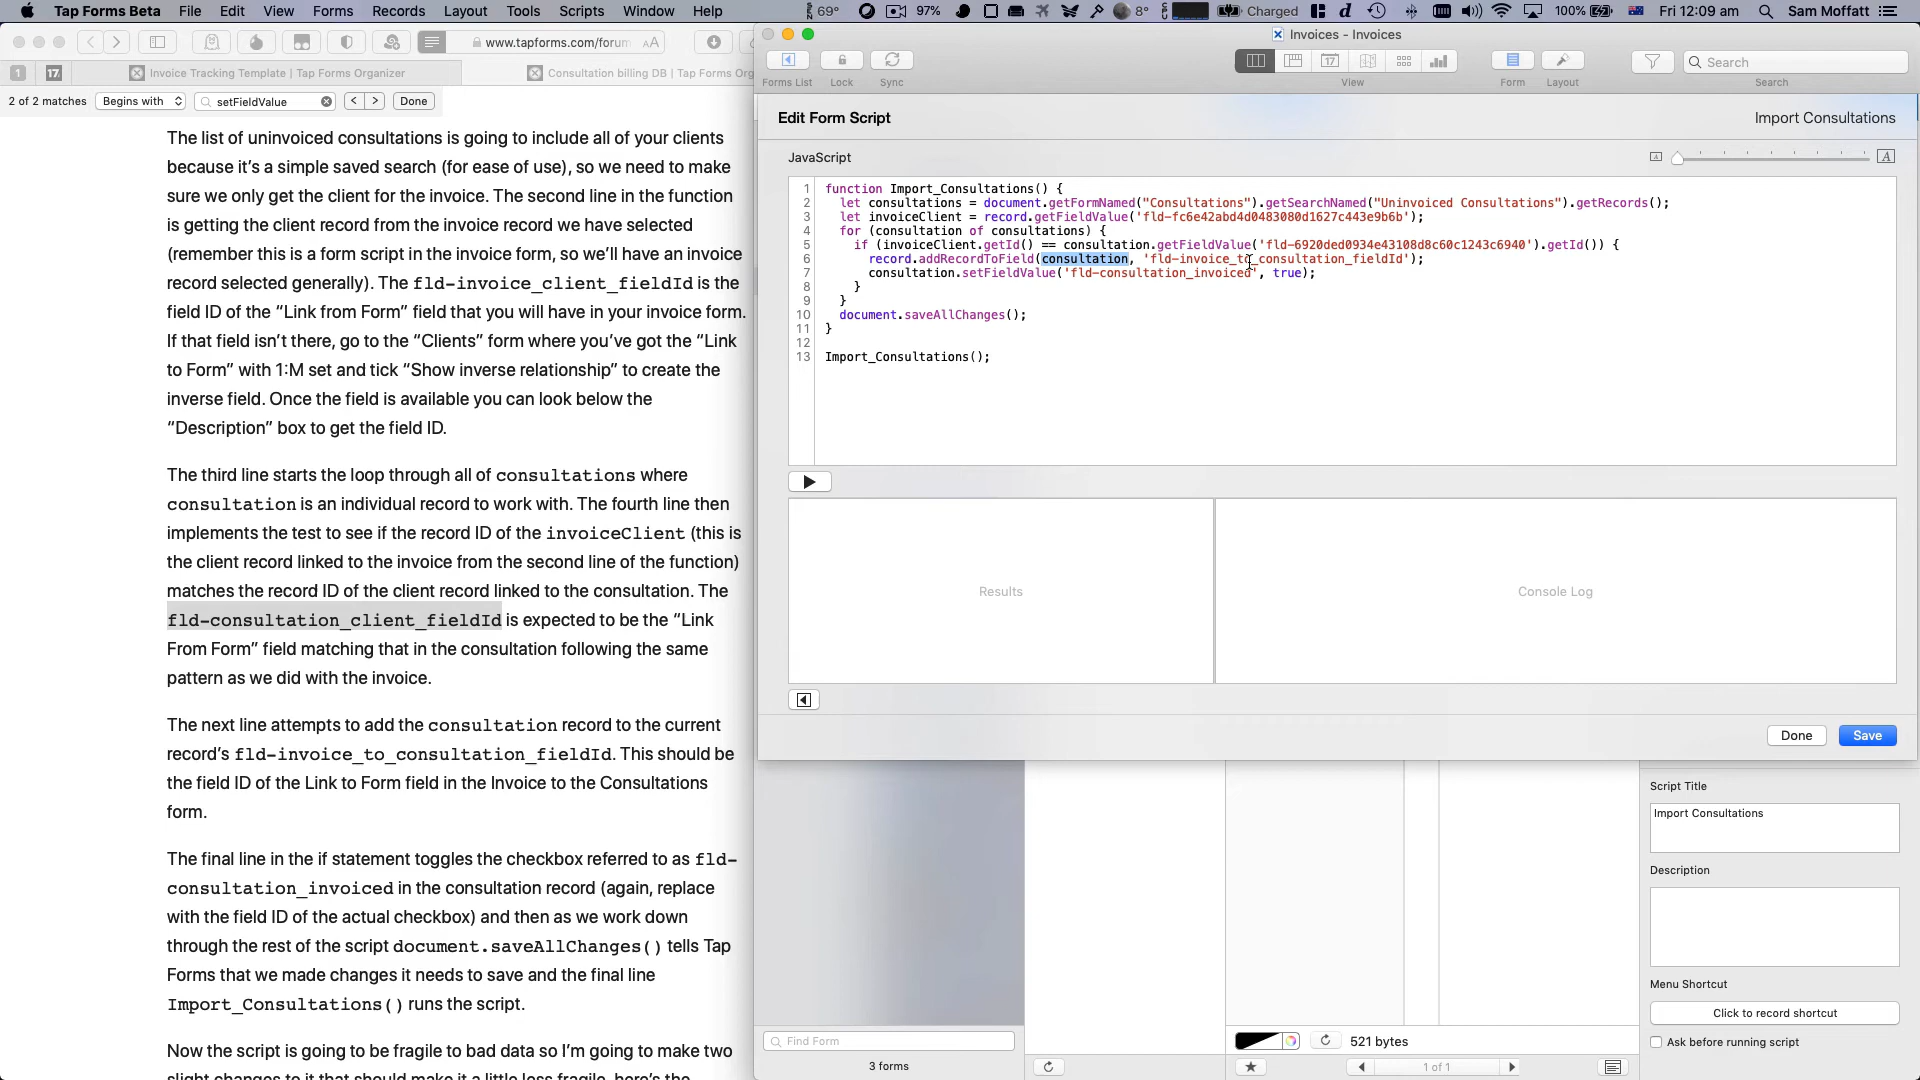 Tap Forms Beta File Edit View Forms Records Layout Tools Scripts Window Help 69° 97% 8° Charged 100% Fri 12:09 am Sam Moffatt
www.tapforms.com/forum
Invoices - Invoices
Forms List Lock Sync View Form Layout Search Search
1 17 Invoice Tracking Template | Tap Forms Organizer Consultation billing DB | Tap Forms Org
2 of 2 matches Begins with setFieldValue Done
The list of uninvoiced consultations is going to include all of your clients
because it's a simple saved search (for ease of use), so we need to make
sure we only get the client for the invoice. The second line in the function
is getting the client record from the invoice record we have selected
(remember this is a form script in the invoice form, so we'll have an invoice
record selected generally). The fld-invoice_client_fieldId is the
field ID of the “Link from Form” field that you will have in your invoice form.
If that field isn't there, go to the “Clients” form where you've got the “Link
to Form” with 1:M set and tick “Show inverse relationship” to create the
inverse field. Once the field is available you can look below the
“Description” box to get the field ID.
The third line starts the loop through all of consultations where
consultation is an individual record to work with. The fourth line then
implements the test to see if the record ID of the invoiceClient (this is
the client record linked to the invoice from the second line of the function)
matches the record ID of the client record linked to the consultation. The
fld-consultation_client_fieldId is expected to be the “Link
From Form” field matching that in the consultation following the same
pattern as we did with the invoice.
The next line attempts to add the consultation record to the current
record's fld-invoice_to_consultation_fieldId. This should be
the field ID of the Link to Form field in the Invoice to the Consultations
form.
The final line in the if statement toggles the checkbox referred to as fld-
consultation_invoiced in the consultation record (again, replace
with the field ID of the actual checkbox) and then as we work down
through the rest of the script document.saveAllChanges() tells Tap
Forms that we made changes it needs to save and the final line
Import_Consultations() runs the script.
Now the script is going to be fragile to bad data so I'm going to make two
slight changes to it that should make it a little less fragile, here's the
Edit Form Script Import Consultations
JavaScript
1 function Import_Consultations() {
2 let consultations = document.getFormNamed("Consultations").getSearchNamed("Uninvoiced Consultations").getRecords();
3 let invoiceClient = record.getFieldValue('fld-fc6e42abd4d0483080d1627c443e9b6b');
4 for (consultation of consultations) {
5 if (invoiceClient.getId() == consultation.getFieldValue('fld-6920ded0934e43108d8c60c1243c6940').getId()) {
6 record.addRecordToField(consultation, 'fld-invoice_to_consultation_fieldId');
7 consultation.setFieldValue('fld-consultation_invoiced', true);
8 }
9 }
10 document.saveAllChanges();
11 }
12
13 Import_Consultations();
Results Console Log
Done Save
Script Title
Import Consultations
Description
Menu Shortcut
Click to record shortcut
Ask before running script
Find Form
3 forms
521 bytes
1 of 1